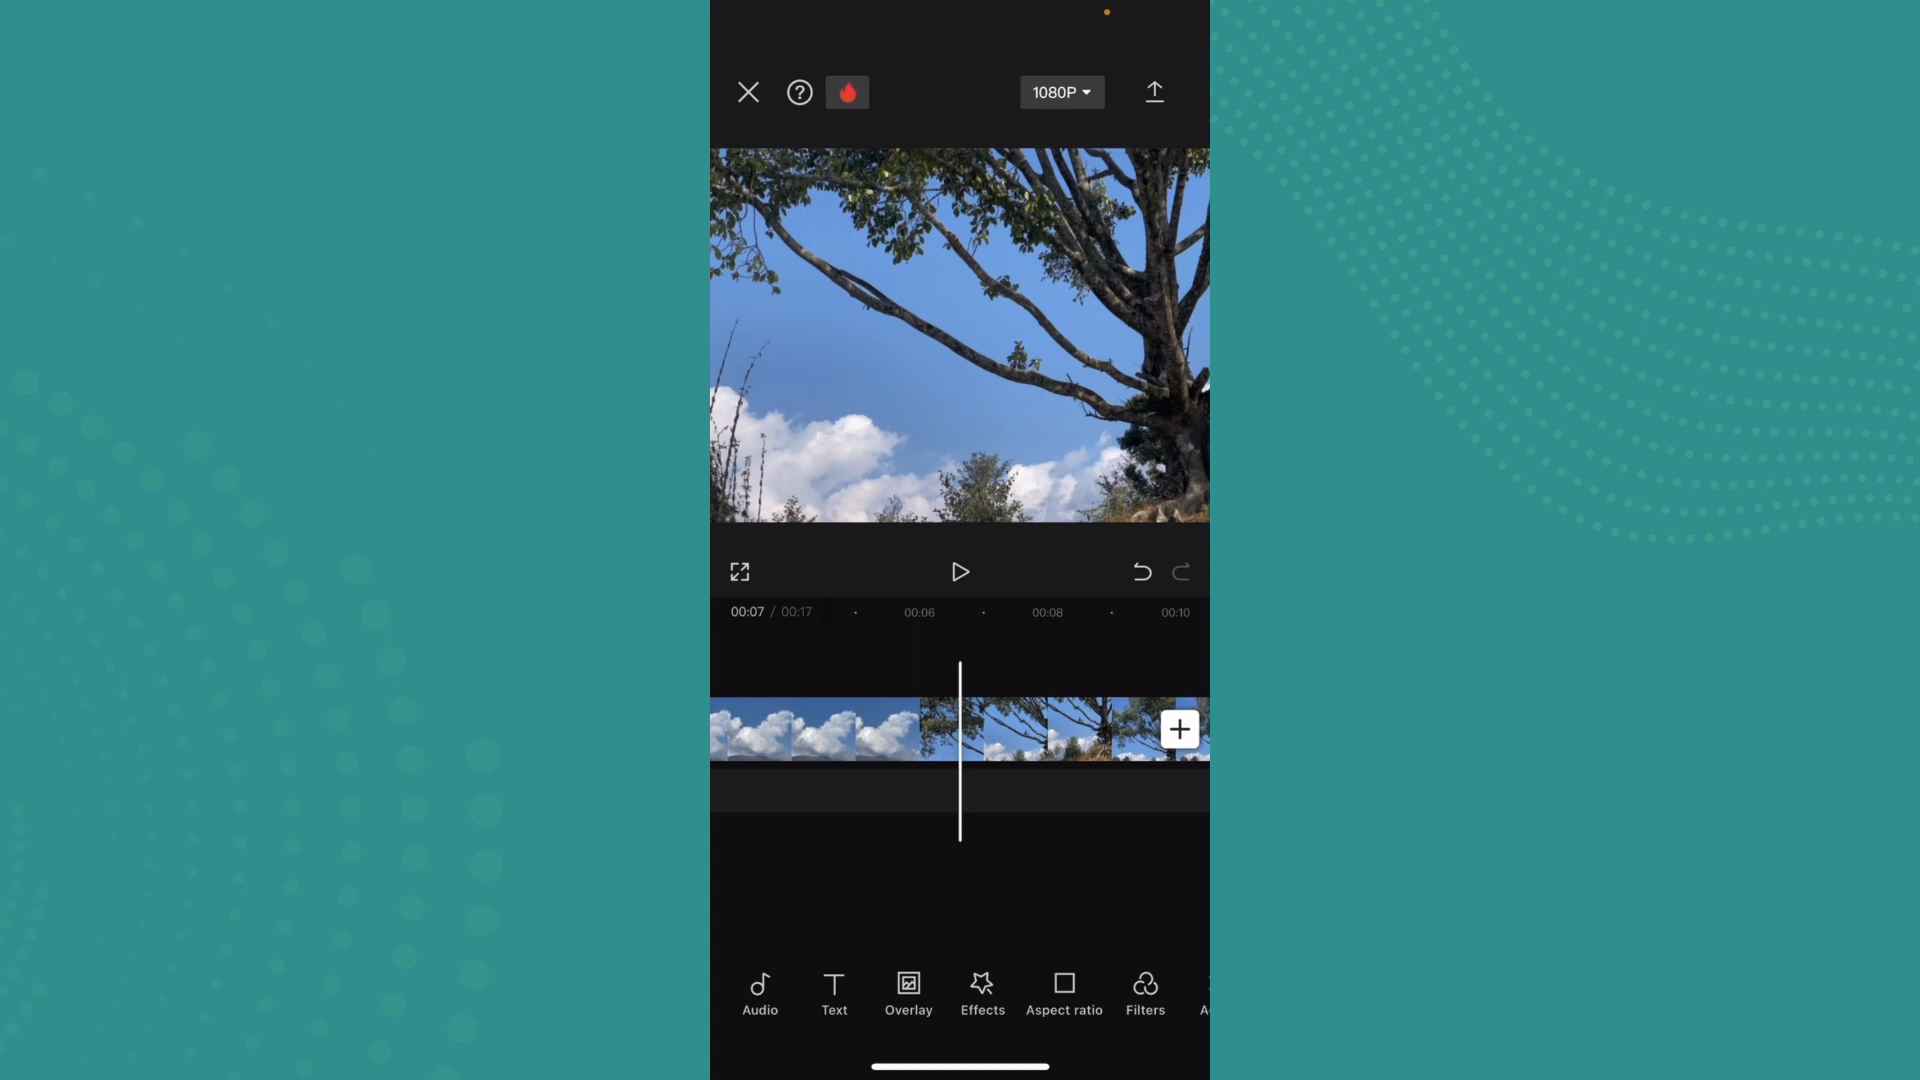 1080P
00:07 / 00:17
00:06
00:08
00:10
Audio
Text
Overlay
Effects
Aspect ratio
Filters